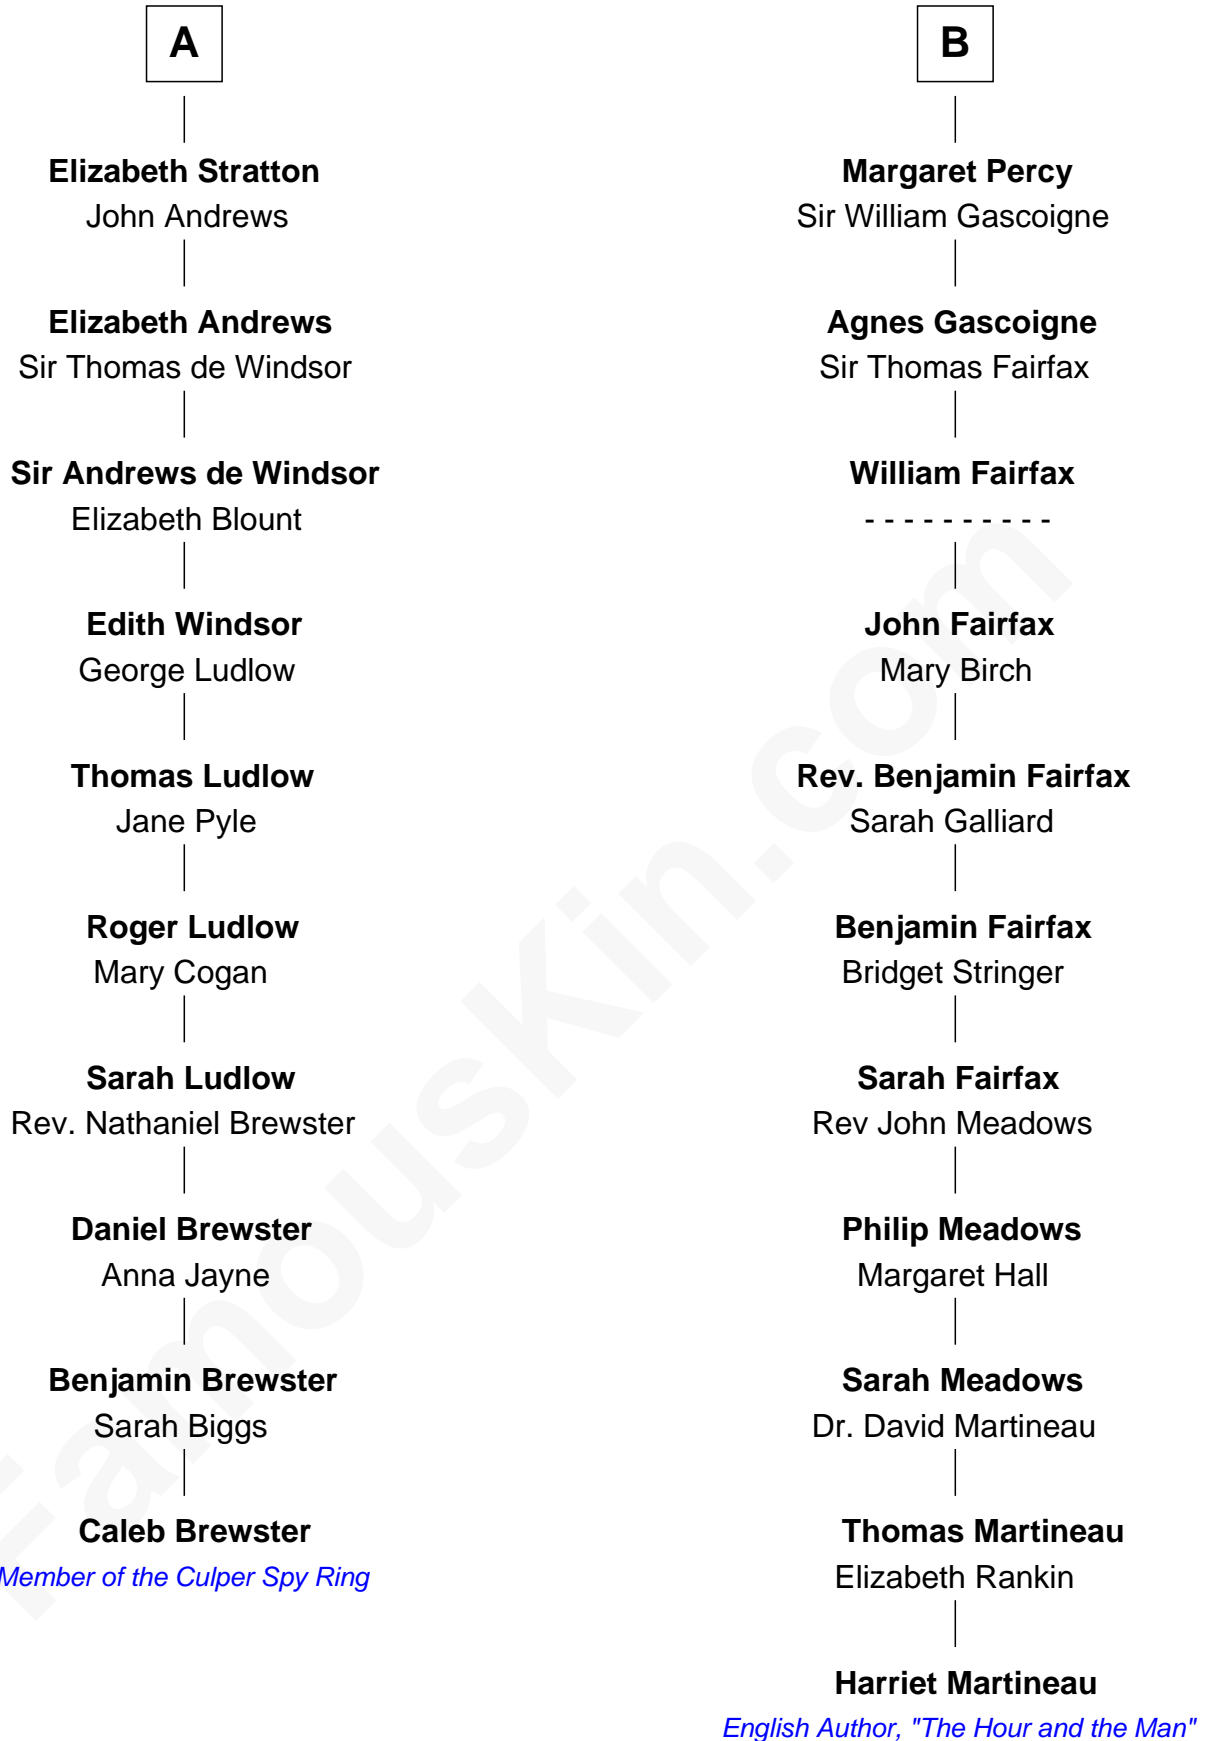 A
Elizabeth Stratton
John Andrews
Elizabeth Andrews
Sir Thomas de Windsor
Sir Andrews de Windsor
Elizabeth Blount
Edith Windsor
George Ludlow
Thomas Ludlow
Jane Pyle
Roger Ludlow
Mary Cogan
Sarah Ludlow
Rev. Nathaniel Brewster
Daniel Brewster
Anna Jayne
Benjamin Brewster
Sarah Biggs
Caleb Brewster
Member of the Culper Spy Ring
B
Margaret Percy
Sir William Gascoigne
Agnes Gascoigne
Sir Thomas Fairfax
William Fairfax
- - - - - - - - - -
John Fairfax
Mary Birch
Rev. Benjamin Fairfax
Sarah Galliard
Benjamin Fairfax
Bridget Stringer
Sarah Fairfax
Rev John Meadows
Philip Meadows
Margaret Hall
Sarah Meadows
Dr. David Martineau
Thomas Martineau
Elizabeth Rankin
Harriet Martineau
English Author, "The Hour and the Man"
FamousKin.com